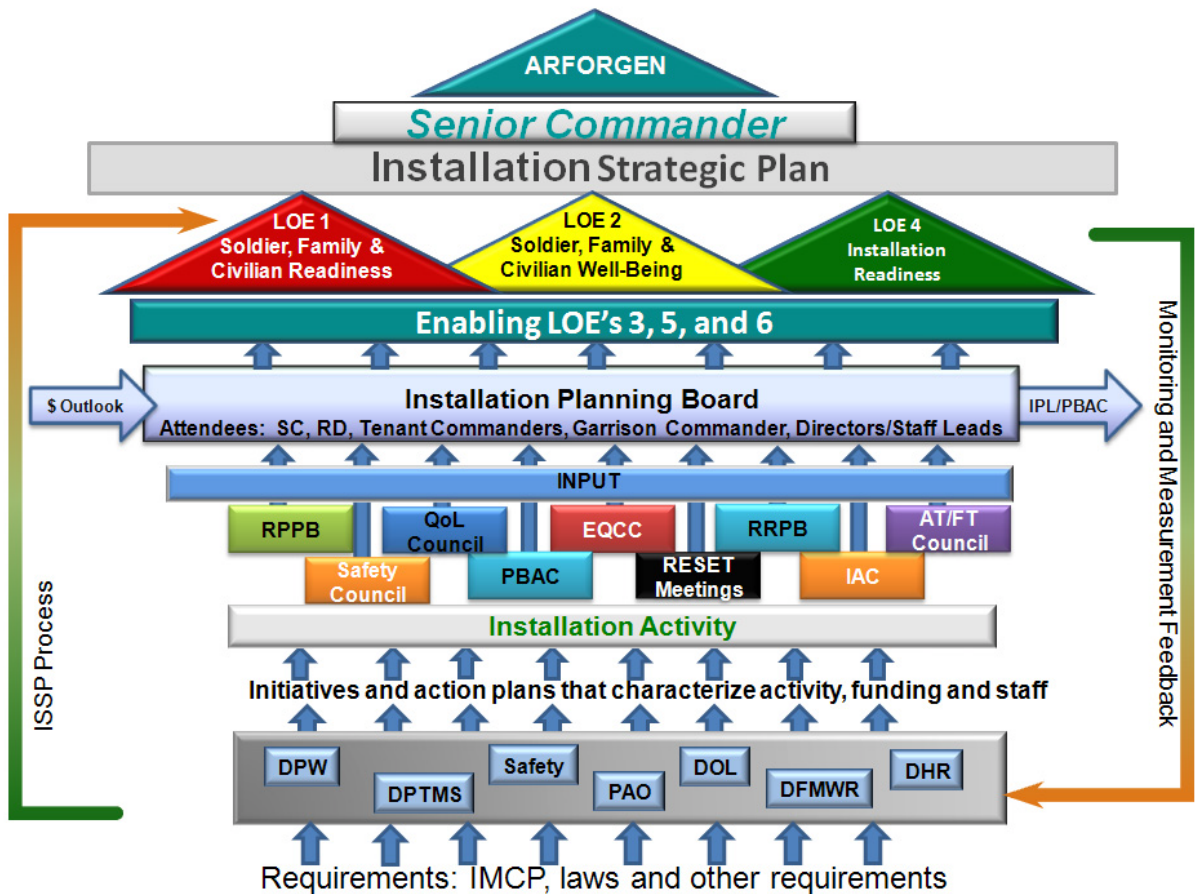 ARFORGEN
Senior Commander
Installation Strategic Plan
LOE 1
Soldier, Family &
Civilian Readiness
LOE 2
Soldier, Family &
Civilian Well-Being
LOE 4
Installation
Readiness
Enabling LOE's 3, 5, and 6
$ Outlook
Installation Planning Board
Attendees: SC, RD, Tenant Commanders, Garrison Commander, Directors/Staff Leads
IPL/PBAC
INPUT
RPPB
QoL
Council
EQCC
RRPB
AT/FT
Council
Safety
Council
PBAC
RESET
Meetings
IAC
Installation Activity
Initiatives and action plans that characterize activity, funding and staff
DPW
DPTMS
Safety
PAO
DOL
DFMWR
DHR
Requirements: IMCP, laws and other requirements
ISSP Process
Monitoring and Measurement Feedback